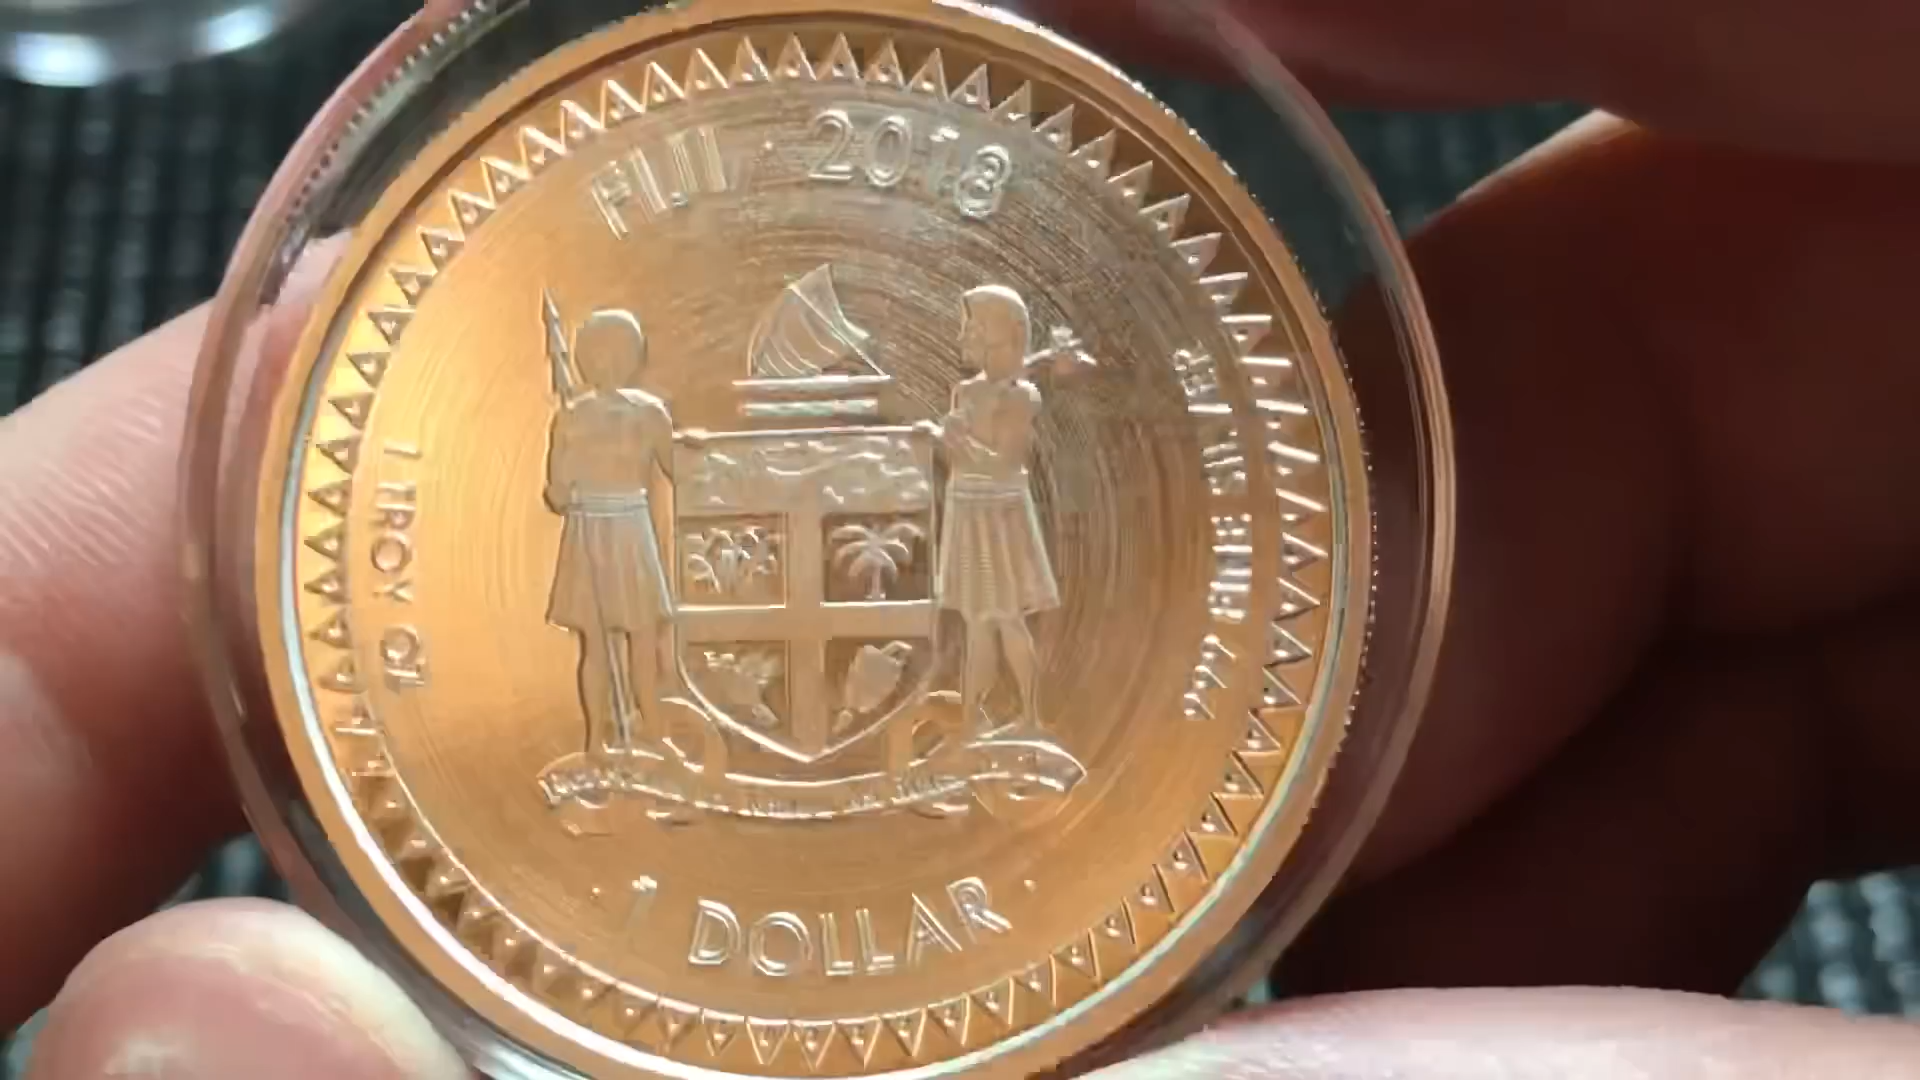 FIJI · 2018
1 TROY OZ.
.999 FINE SILVER
· 1 DOLLAR ·